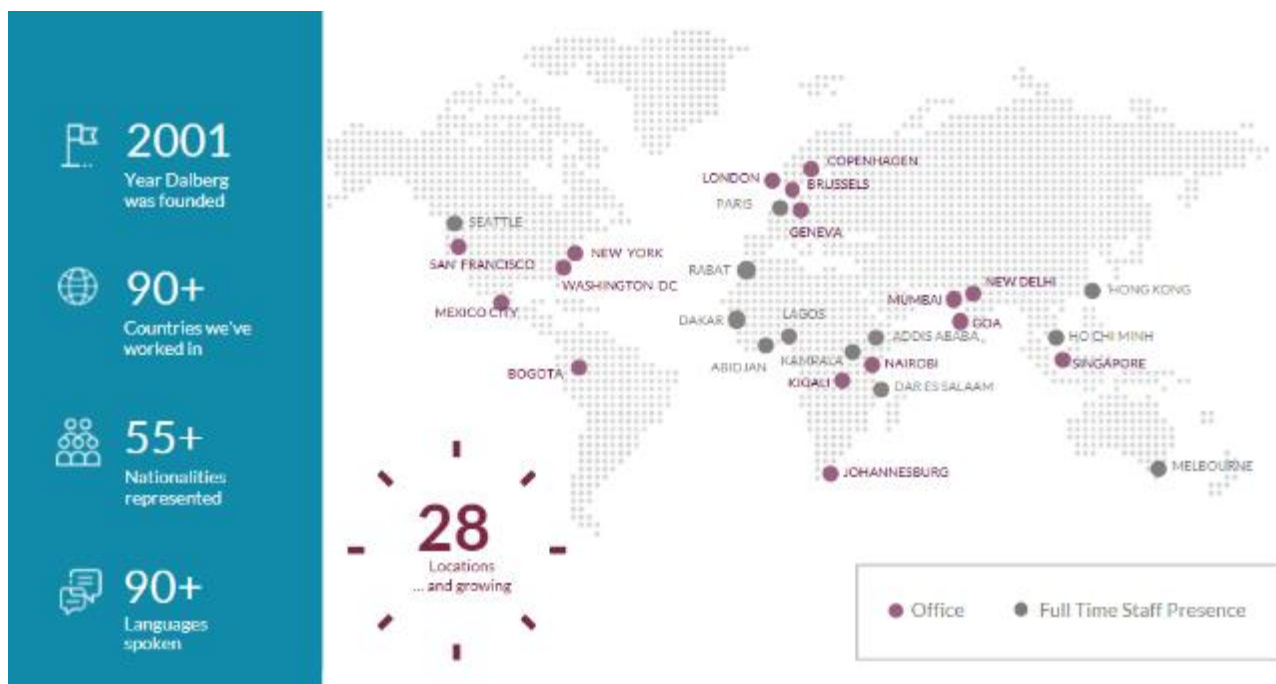 2001
Year Dalberg
was founded
90+
Countries we've
worked in
55+
Nationalities
represented
90+
Languages
spoken
COPENHAGEN
LONDON
BRUSSELS
PARIS
GENEVA
SEATTLE
SAN FRANCISCO
NEW YORK
WASHINGTON DC
MEXICO CITY
BOGOTA
RABAT
DAKAR
LAGOS
ABIDJAN
KAMPALA
ADDIS ABABA
NAIROBI
KIGALI
DAR ES SALAAM
JOHANNESBURG
NEW DELHI
MUMBAI
GOA
HONG KONG
HO CHI MINH
SINGAPORE
MELBOURNE
28
Locations
... and growing
Office
Full Time Staff Presence